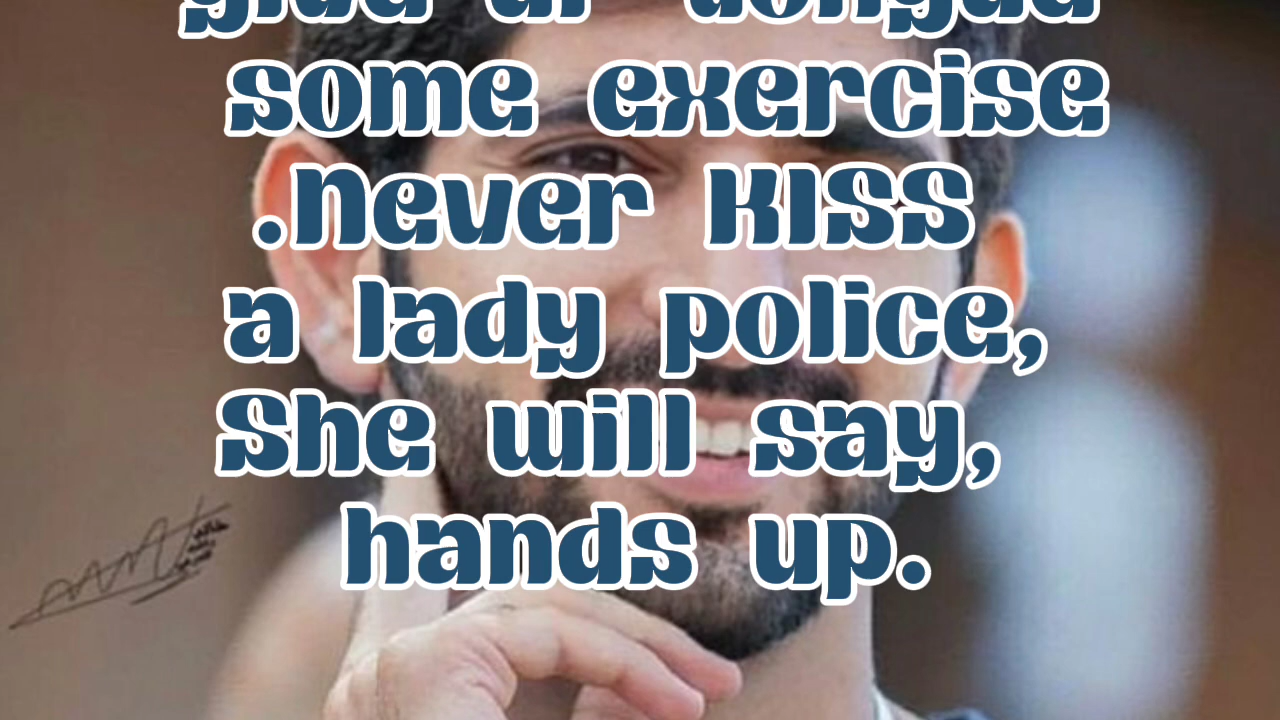 some exercise
.Never KISS
a lady police,
She will say,
hands up.